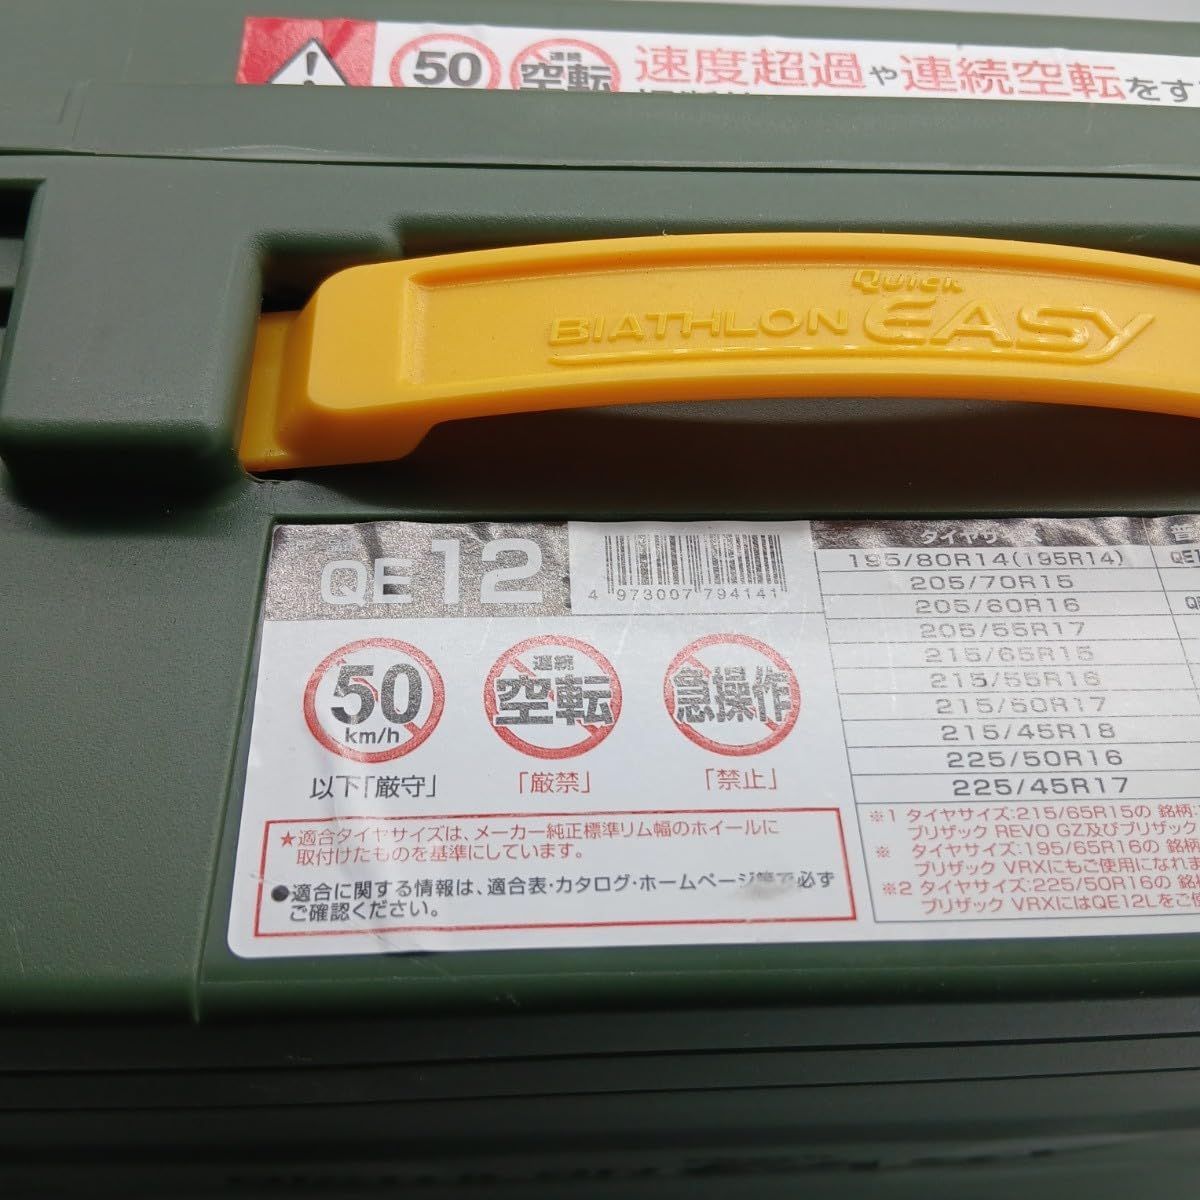 50 連続 空転 速度超過や連続空転をす
Quick
BIATHLON EASY
QE12
4 973007 794141
50
km/h
以下「厳守」
連続
空転
「厳禁」
急操作
「禁止」
★適合タイヤサイズは、メーカー純正標準リム幅のホイールに
取付けたものを基準にしています。
●適合に関する情報は、適合表・カタログ・ホームページ等で必ず
ご確認ください。
タイヤサイズ
195/80R14(195R14)
205/70R15
205/60R16
205/55R17
215/65R15
215/55R16
215/50R17
215/45R18
225/50R16
225/45R17
※1 タイヤサイズ:215/65R15の 銘柄
ブリザック REVO GZ及びブリザック
※ タイヤサイズ:195/65R16の 銘柄
ブリザック VRXにもご使用になれま
※2 タイヤサイズ:225/50R16の 銘柄
ブリザック VRXにはQE12Lをご使